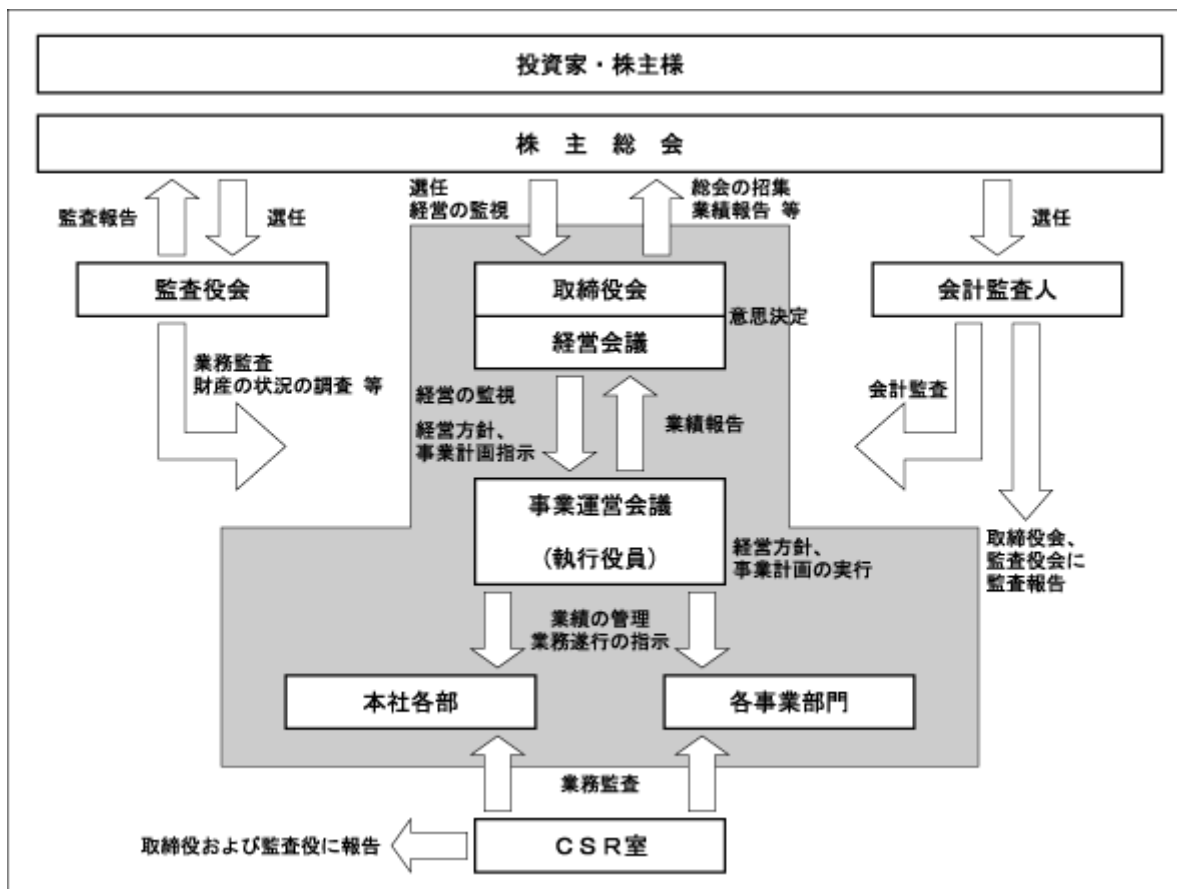 投資家・株主様
株 主 総 会
監査報告
選任
選任
経営の監視
総会の招集
業績報告 等
選任
監査役会
取締役会
経営会議
意思決定
会計監査人
業務監査
財産の状況の調査 等
経営の監視
経営方針、
事業計画指示
業績報告
会計監査
事業運営会議
(執行役員)
経営方針、
事業計画の実行
取締役会、
監査役会に
監査報告
業績の管理
業務遂行の指示
本社各部
各事業部門
業務監査
取締役および監査役に報告
CSR室